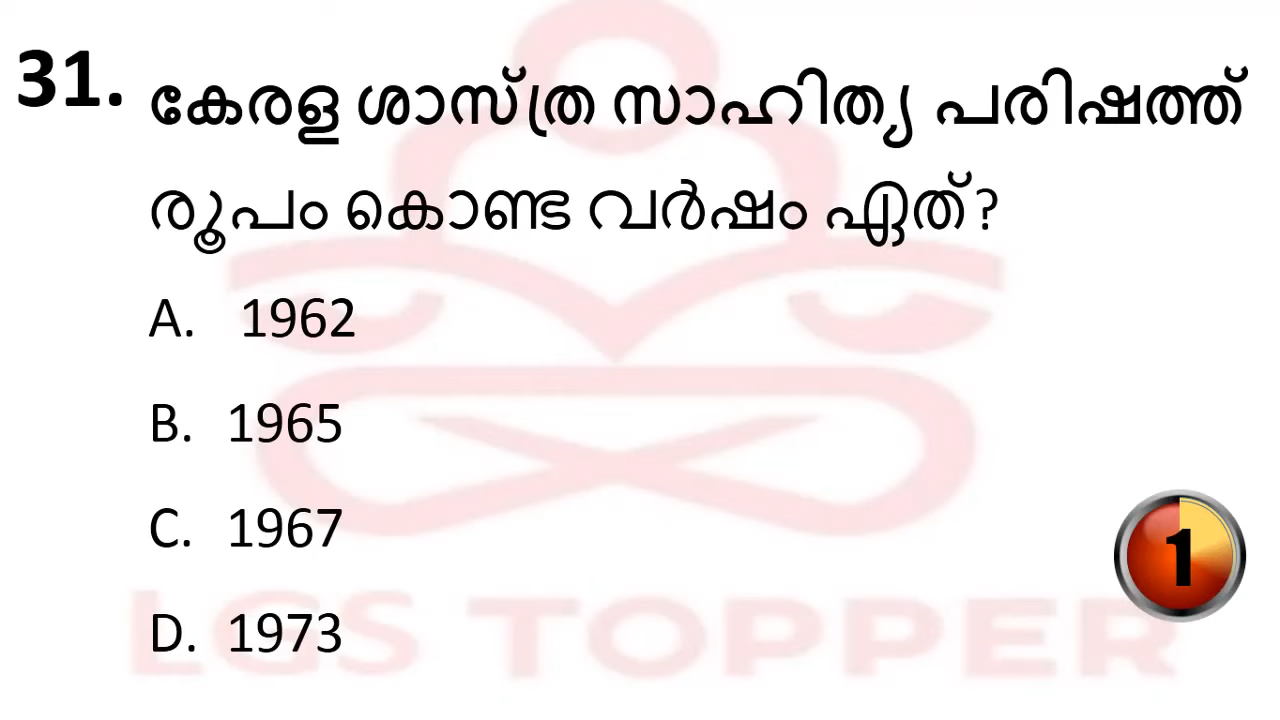 31. കേരള ശാസ്ത്ര സാഹിത്യ പരിഷത്ത്
രൂപം കൊണ്ട വർഷം ഏത്?
A. 1962
B. 1965
C. 1967
D. 1973
1
LGS TOPPER